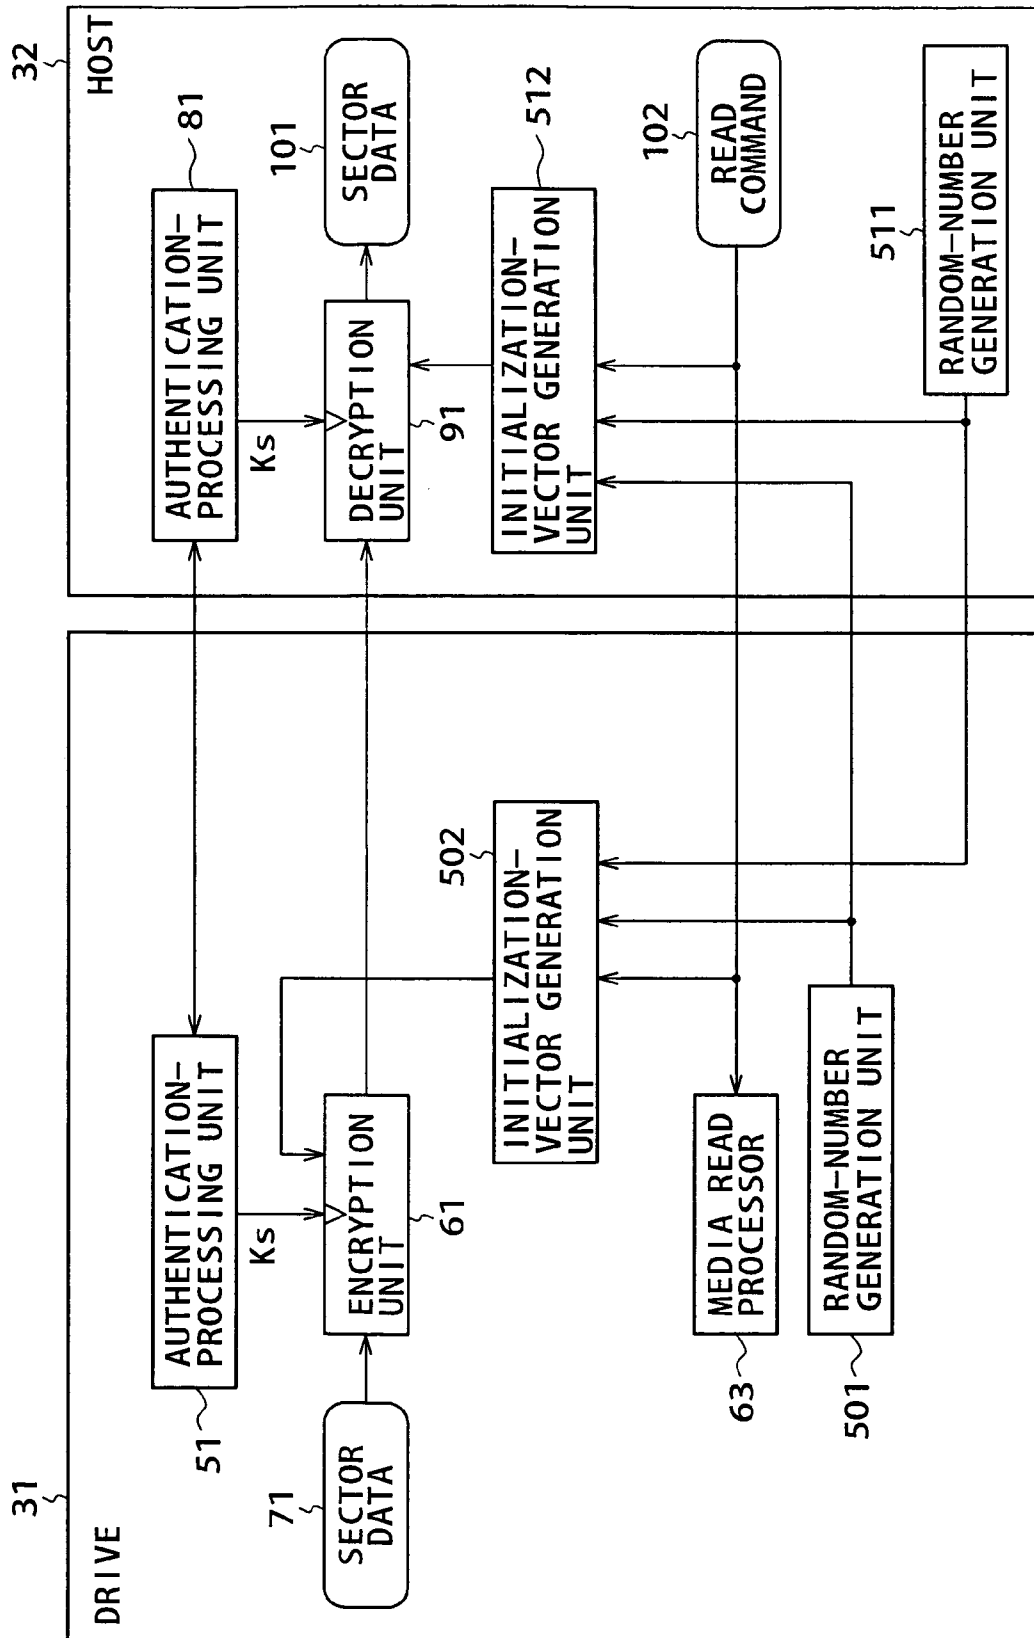 31
DRIVE
51
AUTHENTICATION-
PROCESSING UNIT
Ks
71
SECTOR
DATA
ENCRYPTION
UNIT
61
502
INITIALIZATION-
VECTOR GENERATION
UNIT
MEDIA READ
PROCESSOR
63
RANDOM-NUMBER
GENERATION UNIT
501
32
HOST
81
AUTHENTICATION-
PROCESSING UNIT
Ks
101
SECTOR
DATA
DECRYPTION
UNIT
91
512
INITIALIZATION-
VECTOR GENERATION
UNIT
102
READ
COMMAND
511
RANDOM-NUMBER
GENERATION UNIT